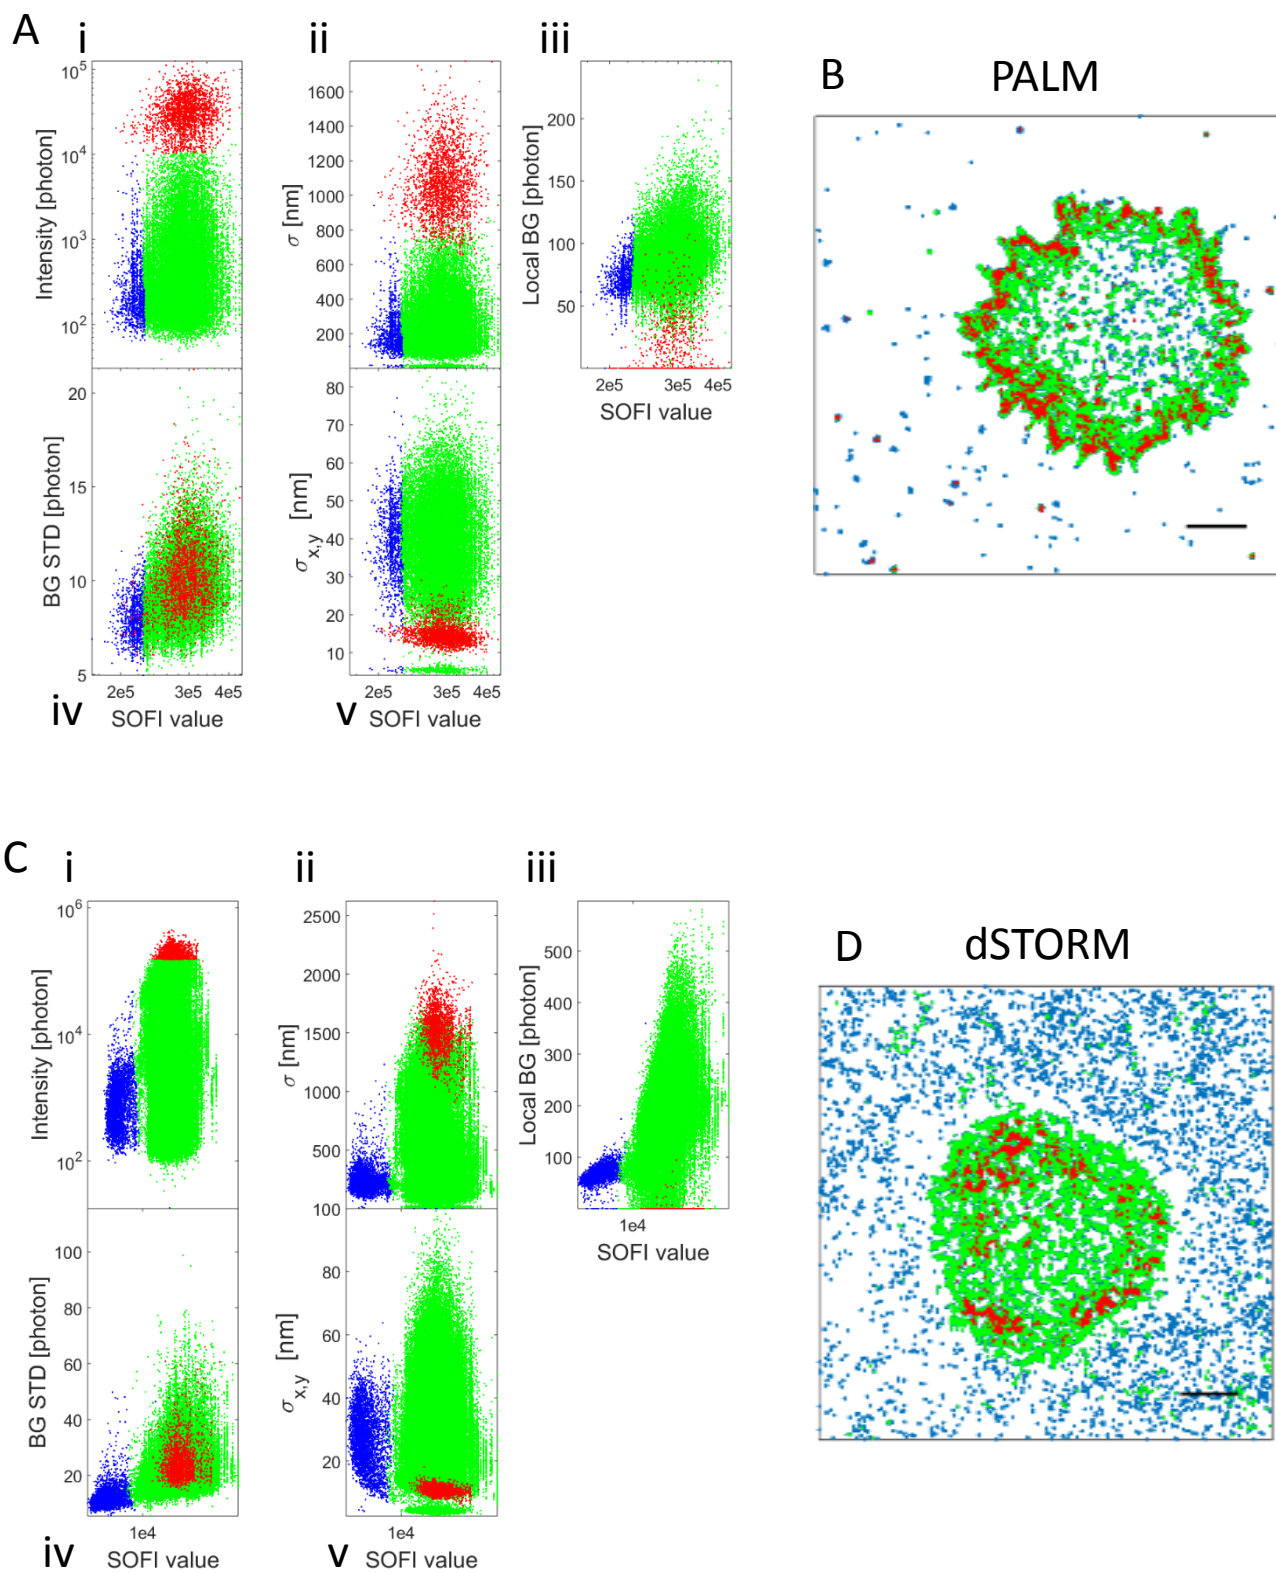 A
i
ii
iii
B
PALM
10^5
10^4
10^3
10^2
Intensity [photon]
1600
1400
1200
1000
800
600
400
200
σ [nm]
200
150
100
50
Local BG [photon]
2e5 3e5 4e5
SOFI value
20
15
10
5
BG STD [photon]
2e5 3e5 4e5
iv SOFI value
80
70
60
50
40
30
20
10
σx,y [nm]
2e5 3e5 4e5
v SOFI value
C
i
ii
iii
D
dSTORM
10^6
10^4
10^2
Intensity [photon]
2500
2000
1500
1000
500
σ [nm]
500
400
300
200
100
Local BG [photon]
1e4
SOFI value
100
80
60
40
20
BG STD [photon]
1e4
iv SOFI value
100
80
60
40
20
σx,y [nm]
1e4
v SOFI value